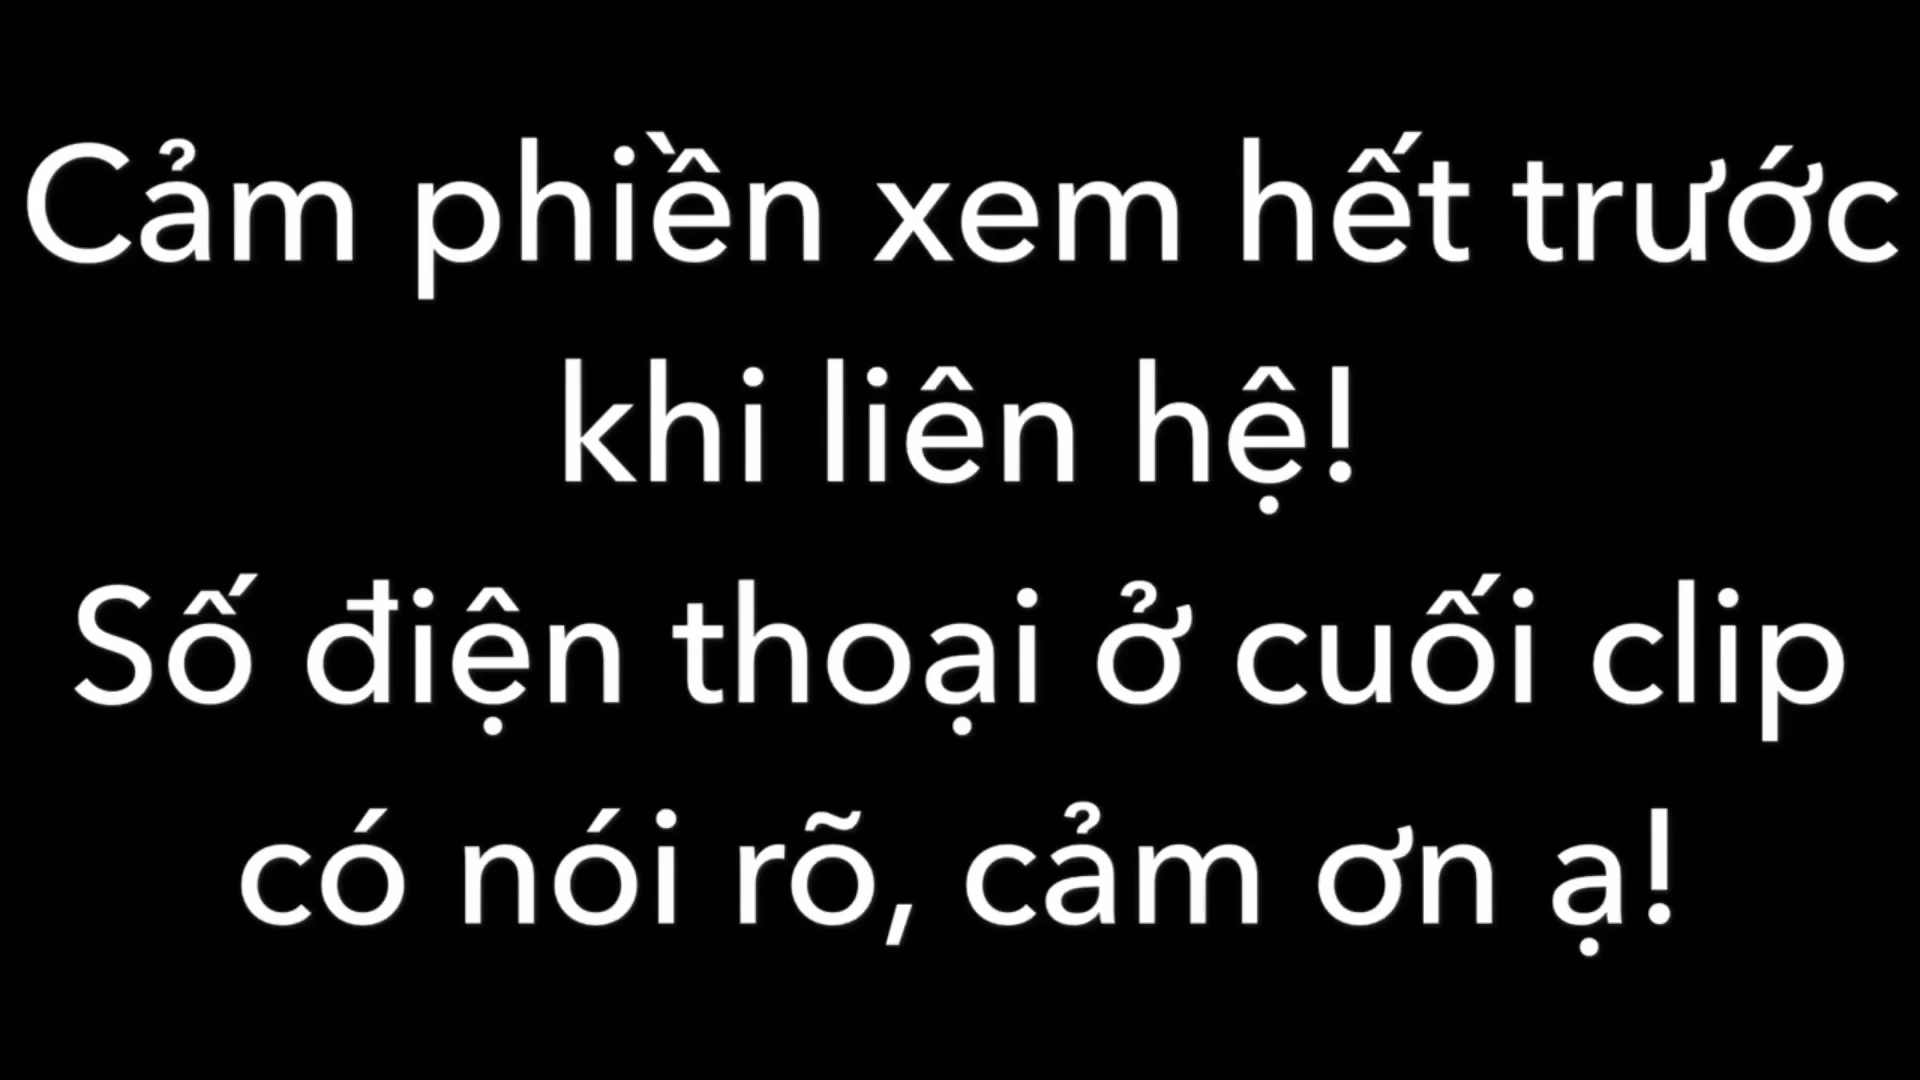 Cảm phiền xem hết trước
khi liên hệ!
Số điện thoại ở cuối clip
có nói rõ, cảm ơn ạ!